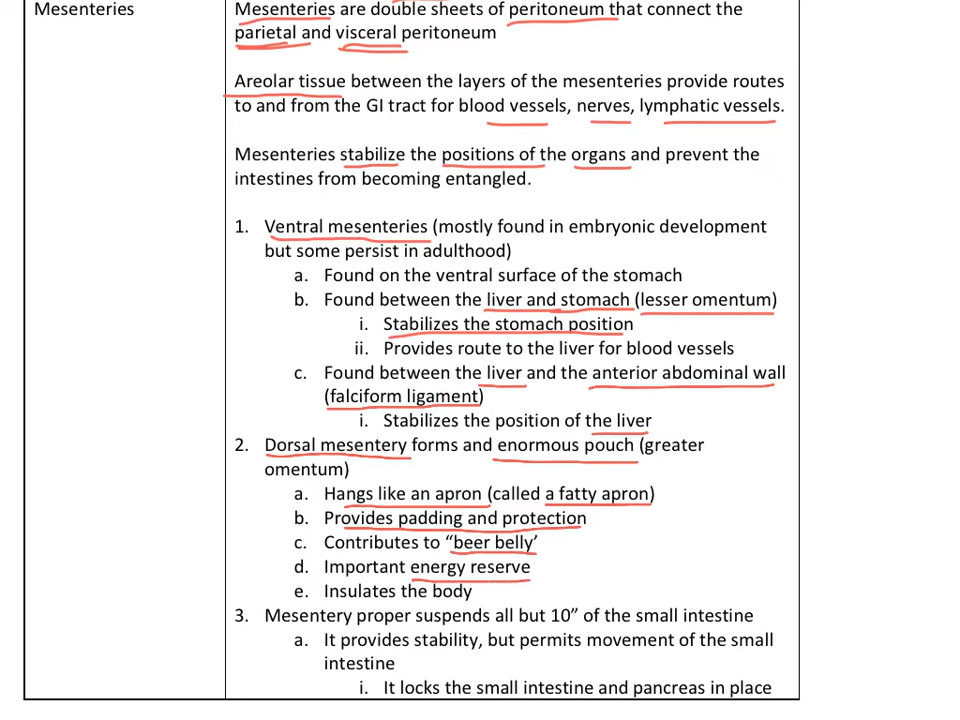 Mesenteries
Mesenteries are double sheets of peritoneum that connect the
parietal and visceral peritoneum
Areolar tissue between the layers of the mesenteries provide routes
to and from the GI tract for blood vessels, nerves, lymphatic vessels.
Mesenteries stabilize the positions of the organs and prevent the
intestines from becoming entangled.
1. Ventral mesenteries (mostly found in embryonic development
but some persist in adulthood)
a. Found on the ventral surface of the stomach
b. Found between the liver and stomach (lesser omentum)
i. Stabilizes the stomach position
ii. Provides route to the liver for blood vessels
c. Found between the liver and the anterior abdominal wall
(falciform ligament)
i. Stabilizes the position of the liver
2. Dorsal mesentery forms and enormous pouch (greater
omentum)
a. Hangs like an apron (called a fatty apron)
b. Provides padding and protection
c. Contributes to “beer belly’
d. Important energy reserve
e. Insulates the body
3. Mesentery proper suspends all but 10” of the small intestine
a. It provides stability, but permits movement of the small
intestine
i. It locks the small intestine and pancreas in place